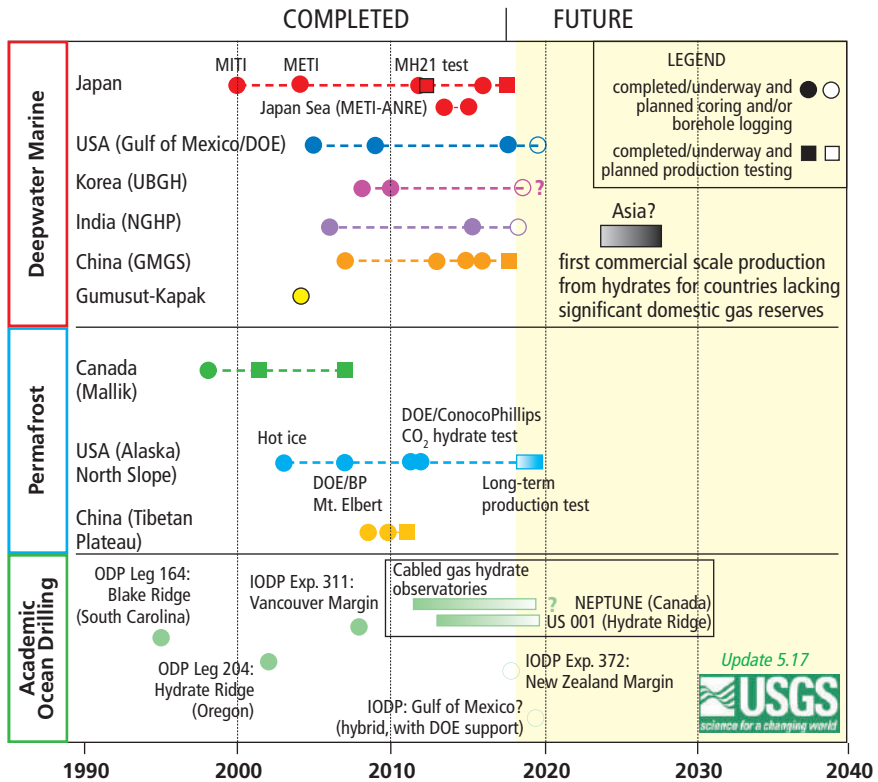 COMPLETED
FUTURE
Deepwater Marine
Japan
MITI
METI
MH21 test
Japan Sea (METI-ANRE)
USA (Gulf of Mexico/DOE)
Korea (UBGH)
?
India (NGHP)
China (GMGS)
Gumusut-Kapak
LEGEND
completed/underway and
planned coring and/or
borehole logging
completed/underway and
planned production testing
Asia?
first commercial scale production
from hydrates for countries lacking
significant domestic gas reserves
Permafrost
Canada
(Mallik)
USA (Alaska)
North Slope)
Hot ice
DOE/BP
Mt. Elbert
DOE/ConocoPhillips
CO2 hydrate test
Long-term
production test
China (Tibetan
Plateau)
Academic
Ocean Drilling
ODP Leg 164:
Blake Ridge
(South Carolina)
ODP Leg 204:
Hydrate Ridge
(Oregon)
IODP Exp. 311:
Vancouver Margin
Cabled gas hydrate
observatories
? NEPTUNE (Canada)
US 001 (Hydrate Ridge)
IODP Exp. 372:
New Zealand Margin
IODP: Gulf of Mexico?
(hybrid, with DOE support)
Update 5.17
USGS
science for a changing world
1990
2000
2010
2020
2030
2040